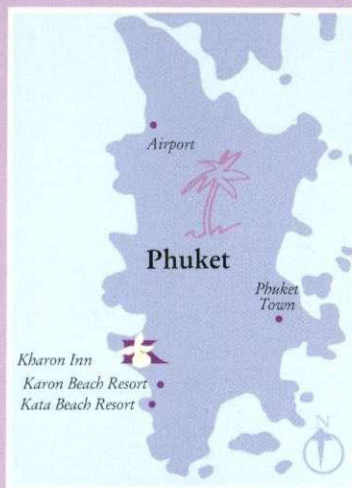 Airport
Phuket
Phuket
Town
Kharon Inn
Karon Beach Resort
Kata Beach Resort
N